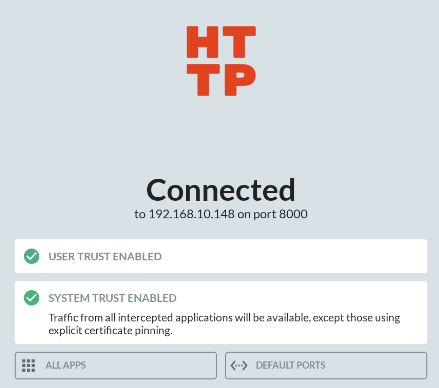 HT
TP
Connected
to 192.168.10.148 on port 8000
USER TRUST ENABLED
SYSTEM TRUST ENABLED
Traffic from all intercepted applications will be available, except those using
explicit certificate pinning.
ALL APPS
DEFAULT PORTS